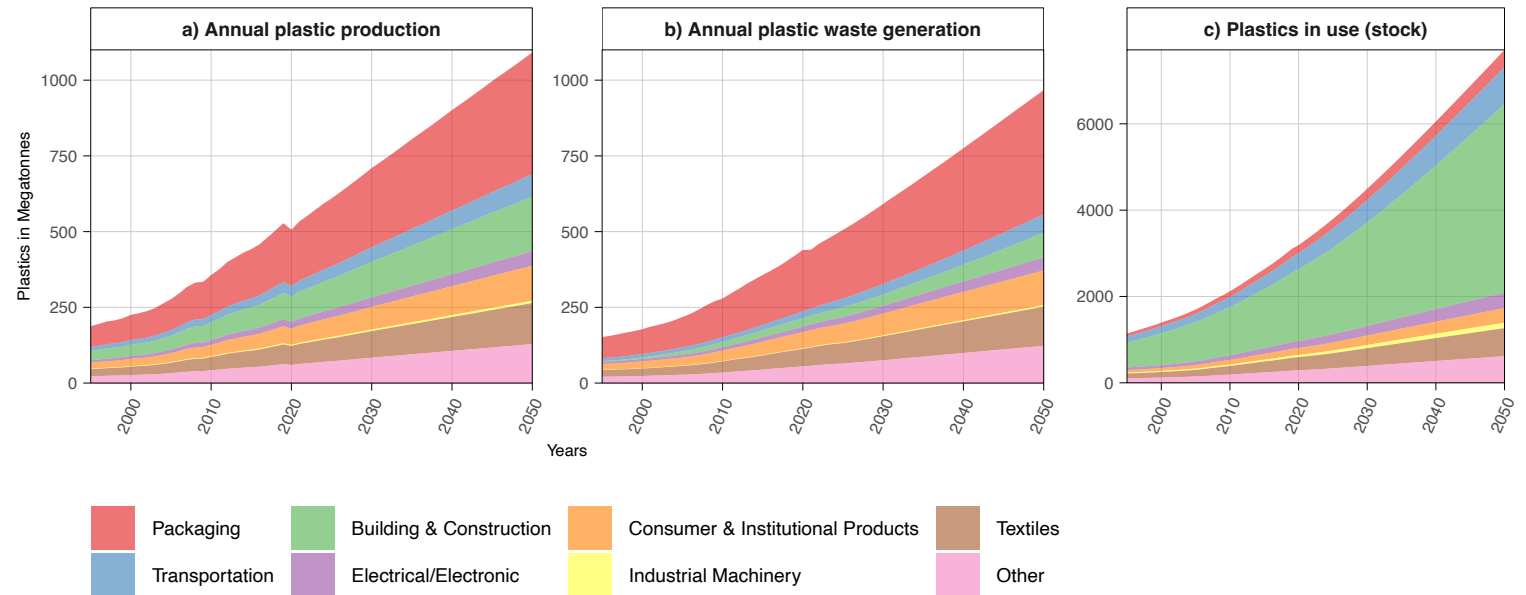 a) Annual plastic production
b) Annual plastic waste generation
c) Plastics in use (stock)
Plastics in Megatonnes
1000
750
500
250
0
2000
2010
2020
2030
2040
2050
1000
750
500
250
0
2000
2010
2020
2030
2040
2050
6000
4000
2000
0
2000
2010
2020
2030
2040
2050
Years
Packaging
Building & Construction
Consumer & Institutional Products
Textiles
Transportation
Electrical/Electronic
Industrial Machinery
Other